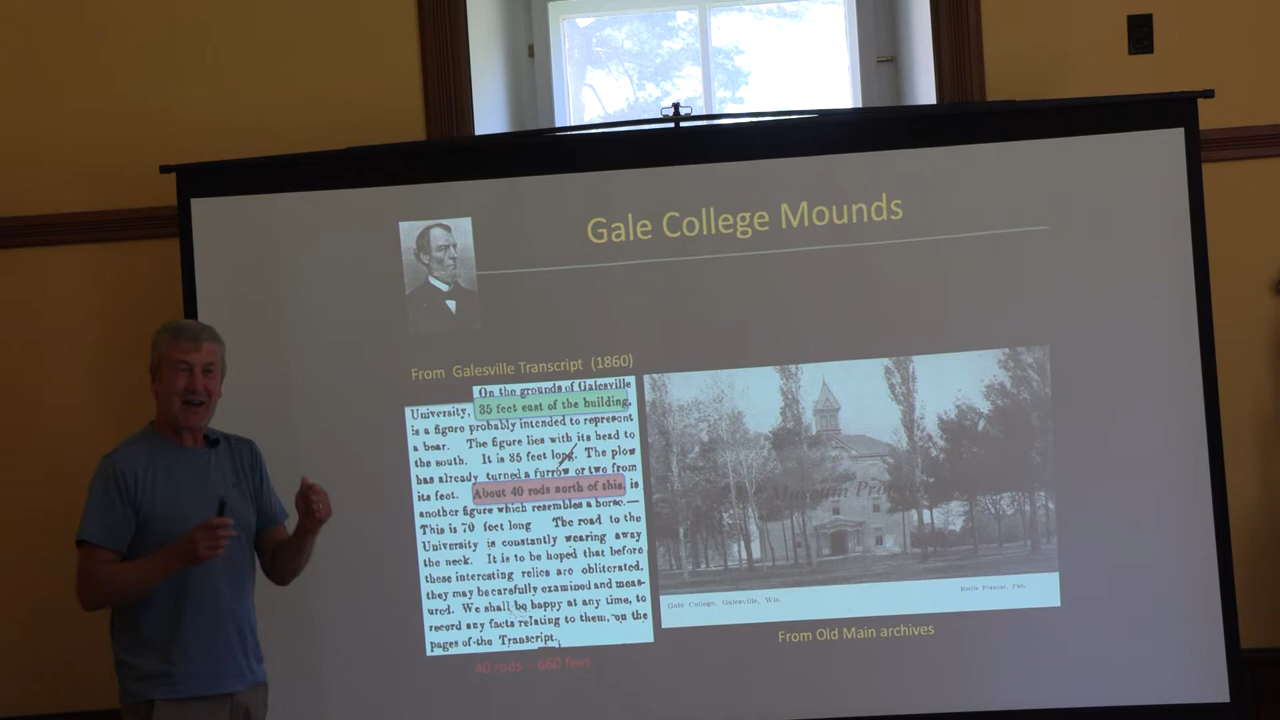 Gale College Mounds
From Galesville Transcript (1860)
On the grounds of Galesville
University, 35 feet east of the building,
is a figure probably intended to represent
a bear. The figure lies with its head to
the south. It is 35 feet long. The plow
has already turned a furrow or two from
its feet. About 40 rods north of this, is
another figure which resembles a horse.—
This is 70 feet long The road to the
University is constantly wearing away
the neck. It is to be hoped that before
these interesting relics are obliterated,
they may be carefully examined and meas-
ured. We shall be happy at any time, to
record any facts relating to them, on the
pages of the Transcript.
40 rods = 660 feet
Museum
Gale College, Galesville, Wis.
From Old Main archives